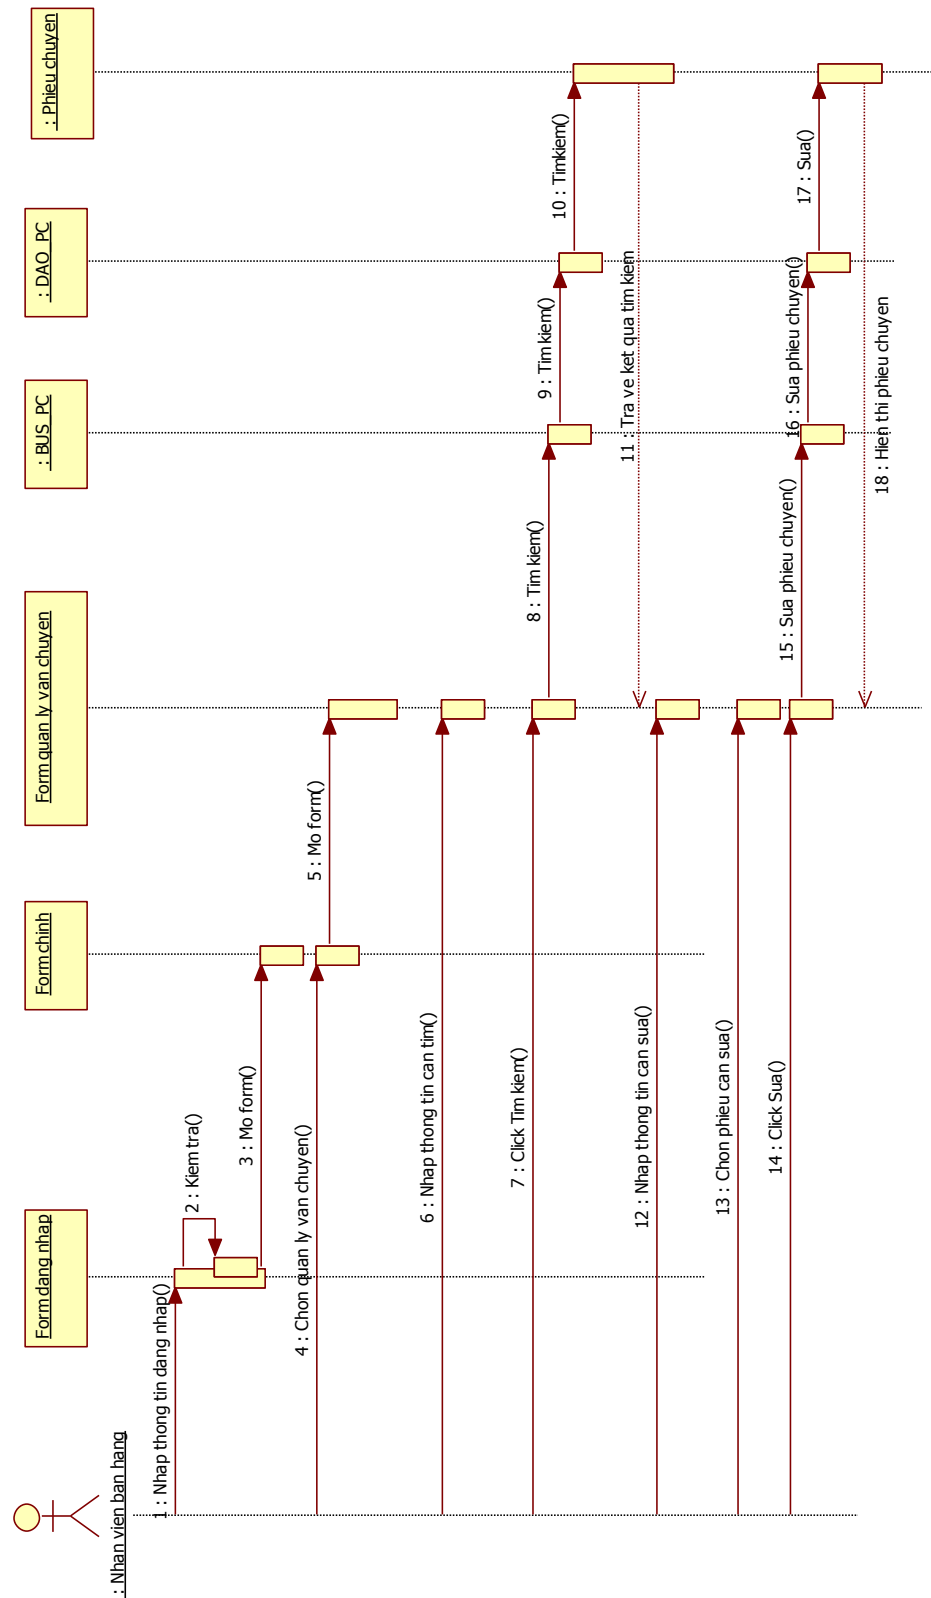 : Nhan vien ban hang
Form dang nhap
Form chinh
Form quan ly van chuyen
: BUS_PC
: DAO_PC
: Phieu chuyen
1 : Nhap thong tin dang nhap()
2 : Kiem tra()
3 : Mo form()
4 : Chon quan ly van chuyen()
5 : Mo form()
6 : Nhap thong tin can tim()
7 : Click Tim kiem()
8 : Tim kiem()
9 : Tim kiem()
10 : Timkiem()
11 : Tra ve ket qua tim kiem
12 : Nhap thong tin can sua()
13 : Chon phieu can sua()
14 : Click Sua()
15 : Sua phieu chuyen()
16 : Sua phieu chuyen()
17 : Sua()
18 : Hien thi phieu chuyen